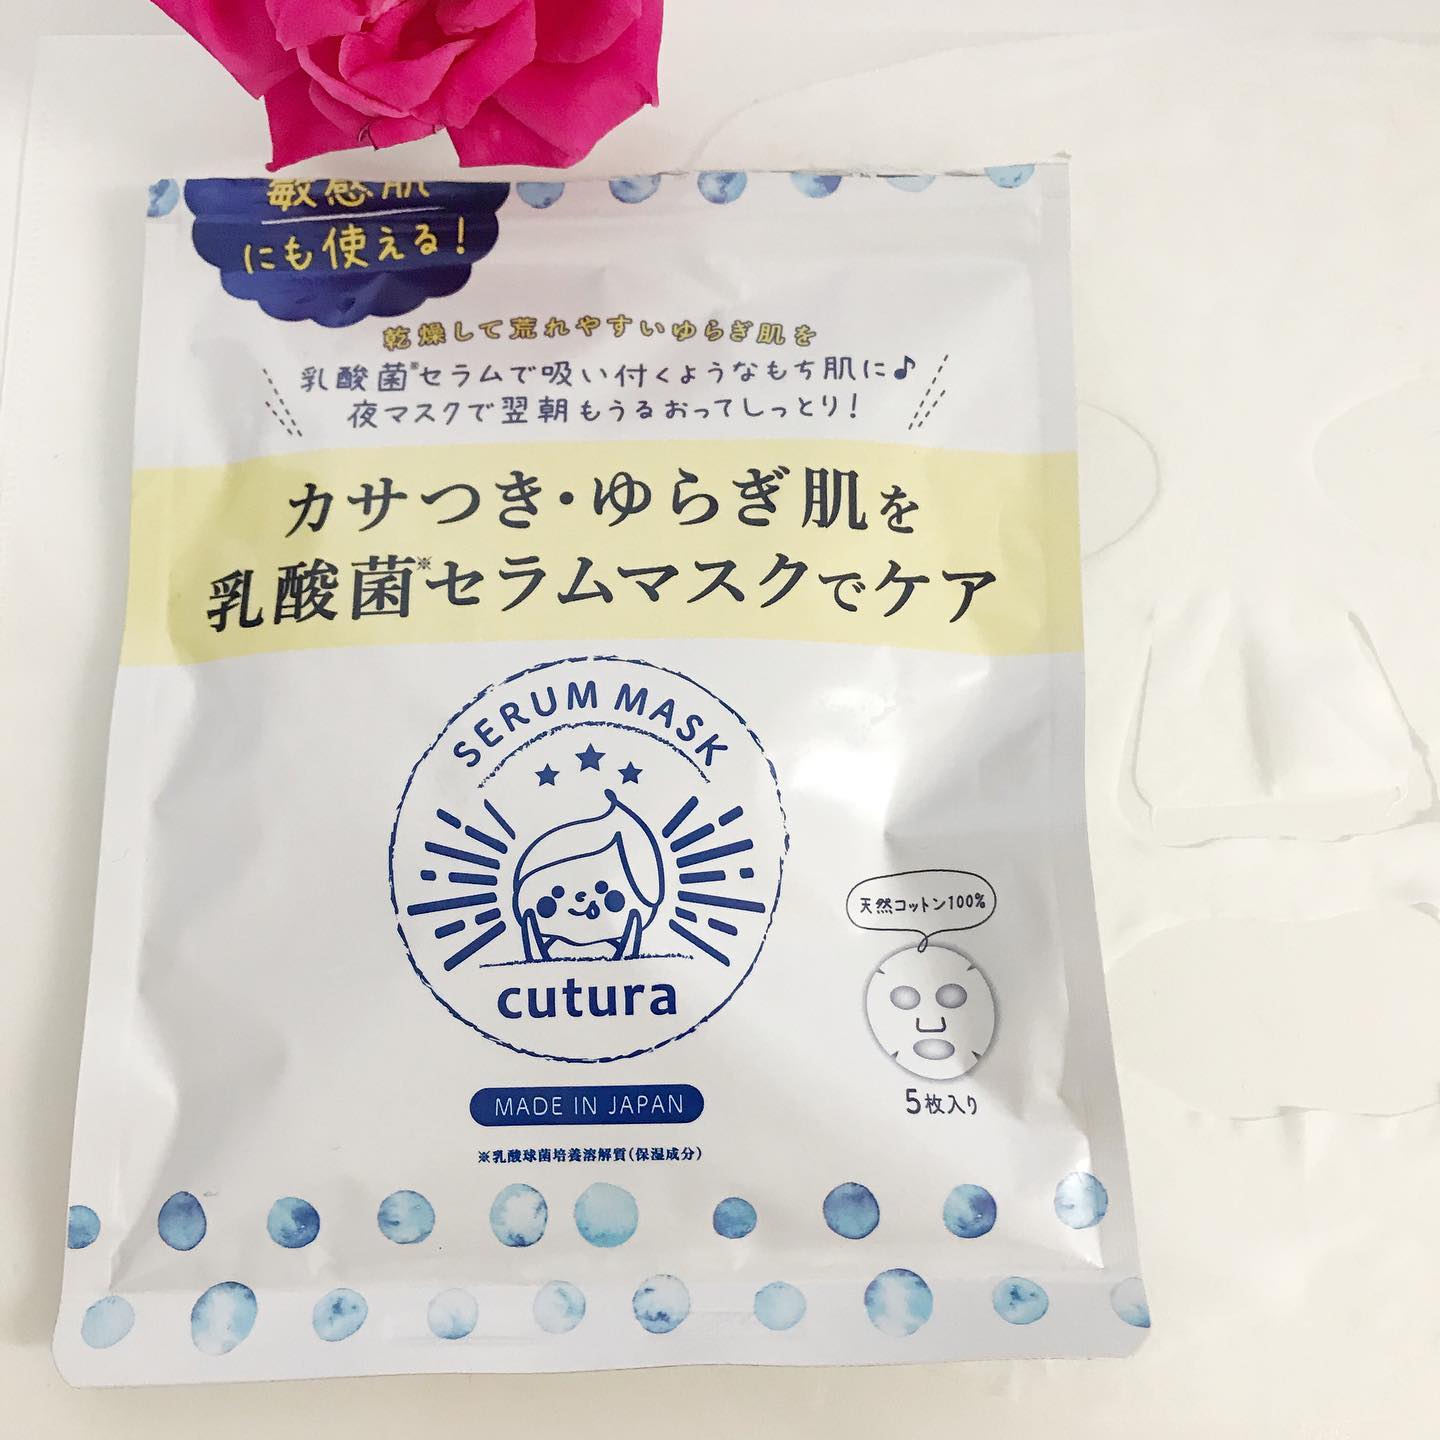 敏感肌
にも使える!
乾燥して荒れやすいゆらぎ肌を
乳酸菌※セラムで吸い付くようなもち肌に♪
夜マスクで翌朝もうるおってしっとり!
カサつき・ゆらぎ肌を
乳酸菌※セラムマスクでケア
SERUM MASK
cutura
天然コットン100%
5枚入り
MADE IN JAPAN
※乳酸球菌培養溶解質(保湿成分)